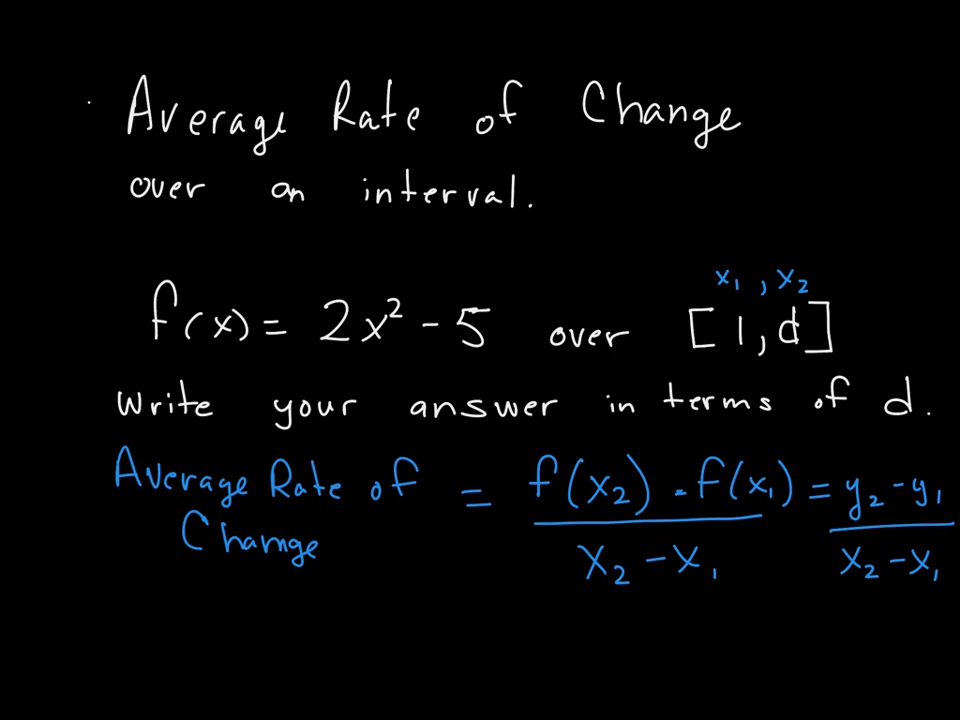 Average Rate of Change
over an interval.
x₁ , x₂
f(x) = 2x² - 5 over [1, d]
Write your answer in terms of d.
Average Rate of Change = f(x₂) - f(x₁) / x₂ - x₁ = y₂ - y₁ / x₂ - x₁